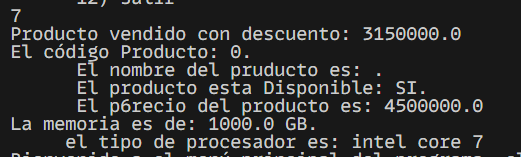 12) Salir
7
Producto vendido con descuento: 3150000.0
El código Producto: 0.
El nombre del pruducto es: .
El producto esta Disponible: SI.
El p6recio del producto es: 4500000.0
La memoria es de: 1000.0 GB.
el tipo de procesador es: intel core 7
Bienvenido a el menú principal del programa